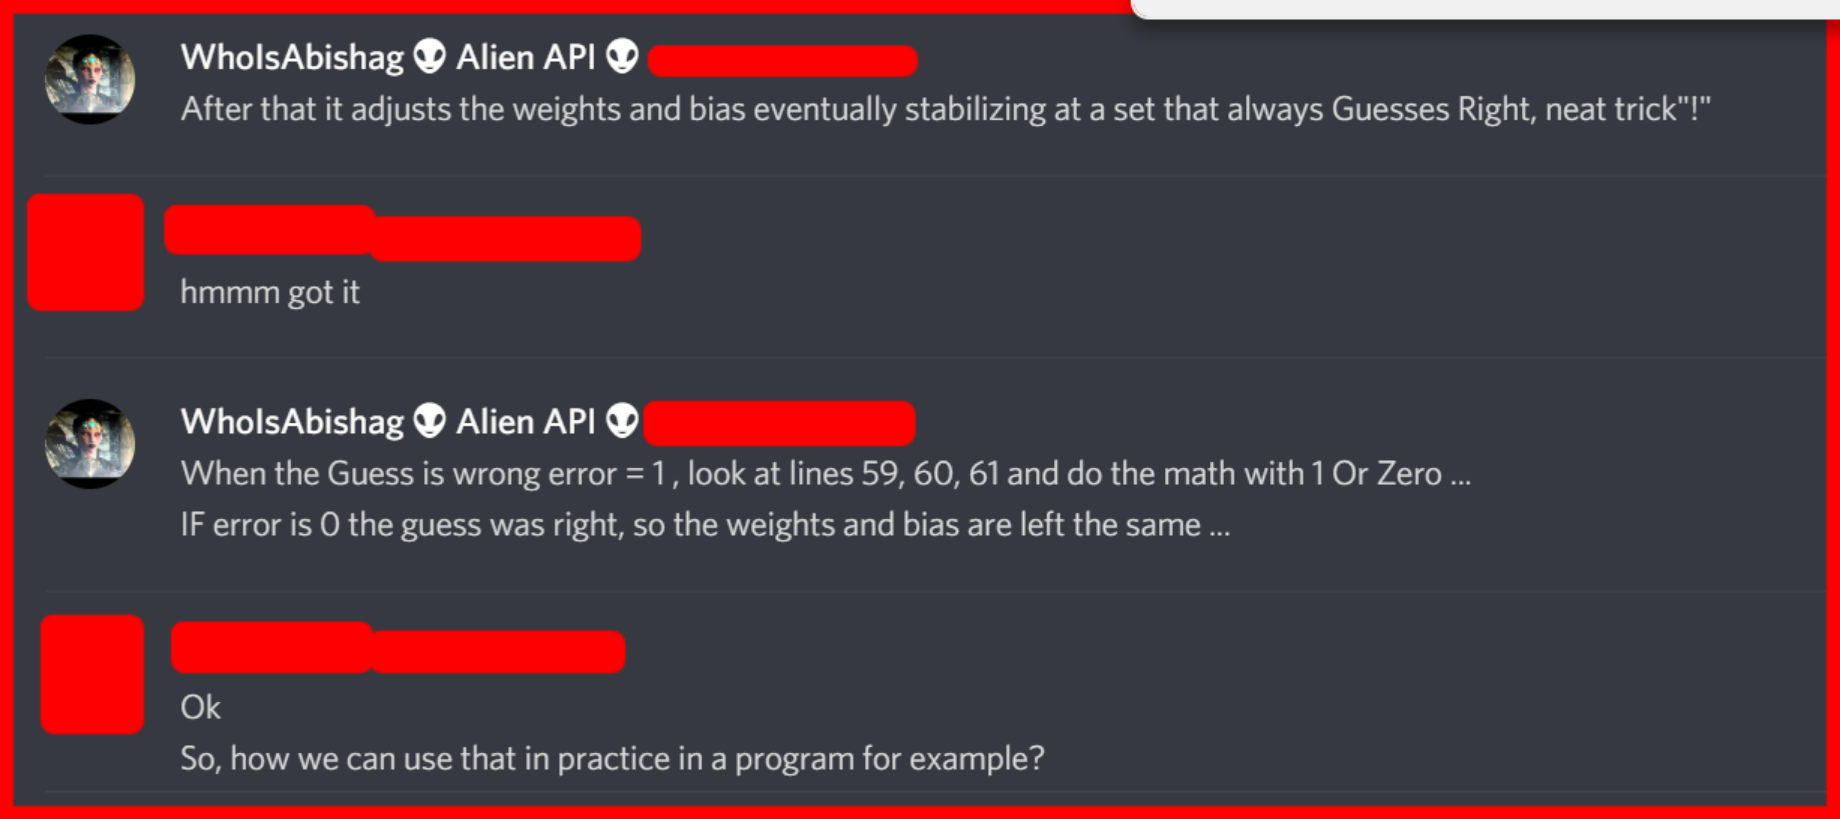 WhoIsAbishag 👽 Alien API 👽
After that it adjusts the weights and bias eventually stabilizing at a set that always Guesses Right, neat trick"!"
hmmm got it
WhoIsAbishag 👽 Alien API 👽
When the Guess is wrong error = 1 , look at lines 59, 60, 61 and do the math with 1 Or Zero ...
IF error is 0 the guess was right, so the weights and bias are left the same ...
Ok
So, how we can use that in practice in a program for example?